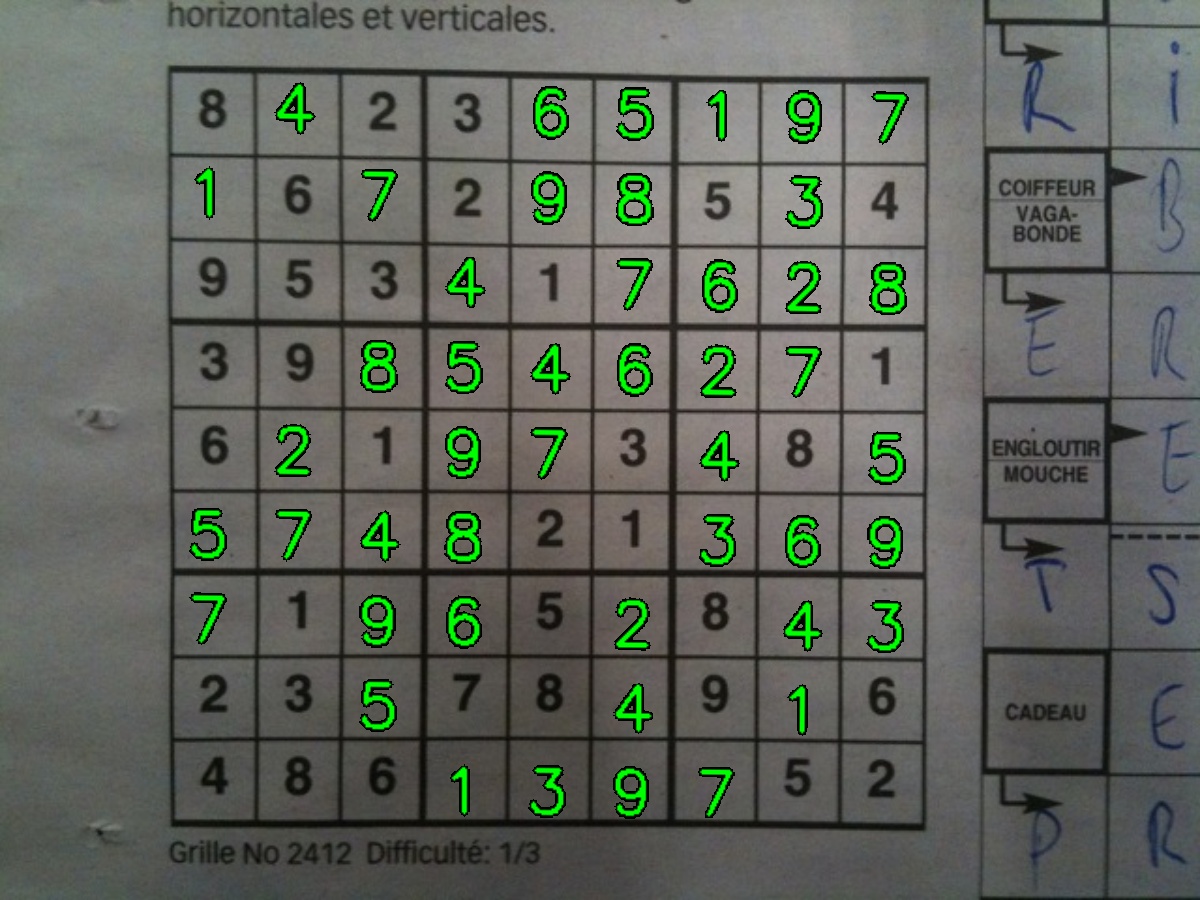 horizontales et verticales.
8 4 2 3 6 5 1 9 7
1 6 7 2 9 8 5 3 4
9 5 3 4 1 7 6 2 8
3 9 8 5 4 6 2 7 1
6 2 1 9 7 3 4 8 5
5 7 4 8 2 1 3 6 9
7 1 9 6 5 2 8 4 3
2 3 5 7 8 4 9 1 6
4 8 6 1 3 9 7 5 2
Grille No 2412 Difficulté: 1/3
R i
COIFFEUR
VAGA-
BONDE
B
E R
ENGLOUTIR
MOUCHE
E
T S
CADEAU
E
P R